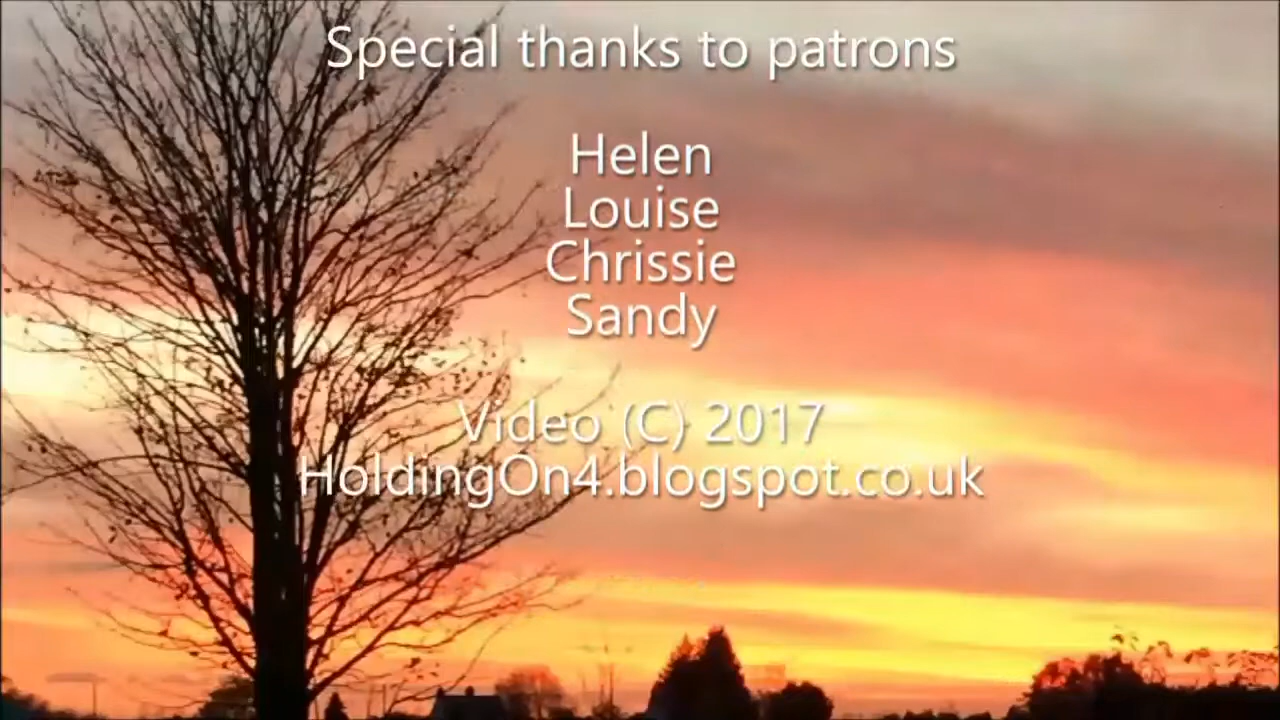 Special thanks to patrons
Helen
Louise
Chrissie
Sandy
Video (C) 2017
HoldingOn4.blogspot.co.uk